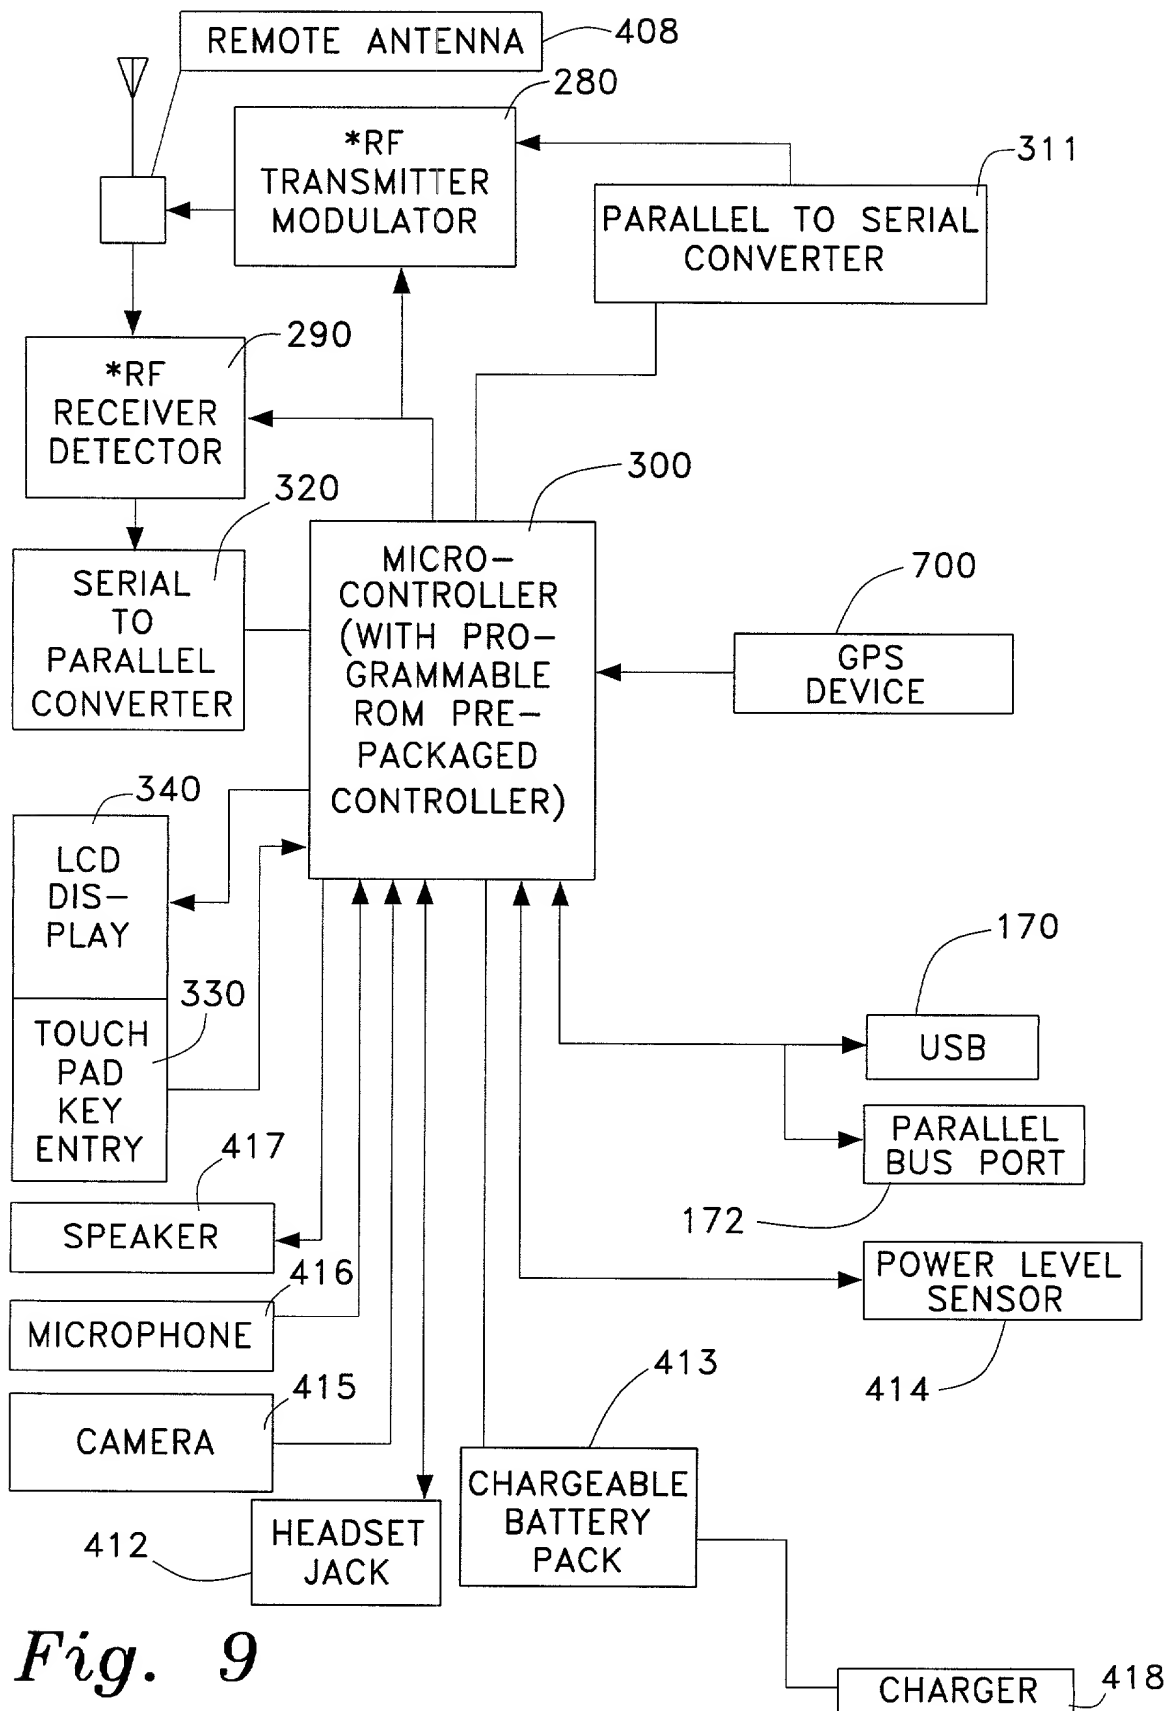 REMOTE ANTENNA
408
280
*RF
TRANSMITTER
MODULATOR
311
PARALLEL TO SERIAL
CONVERTER
290
*RF
RECEIVER
DETECTOR
300
320
SERIAL
TO
PARALLEL
CONVERTER
MICRO-
CONTROLLER
(WITH PRO-
GRAMMABLE
ROM PRE-
PACKAGED
CONTROLLER)
700
GPS
DEVICE
340
LCD
DIS-
PLAY
330
TOUCH
PAD
KEY
ENTRY
170
USB
PARALLEL
BUS PORT
172
417
SPEAKER
416
MICROPHONE
POWER LEVEL
SENSOR
414
415
CAMERA
413
CHARGEABLE
BATTERY
PACK
412
HEADSET
JACK
Fig. 9
CHARGER
418